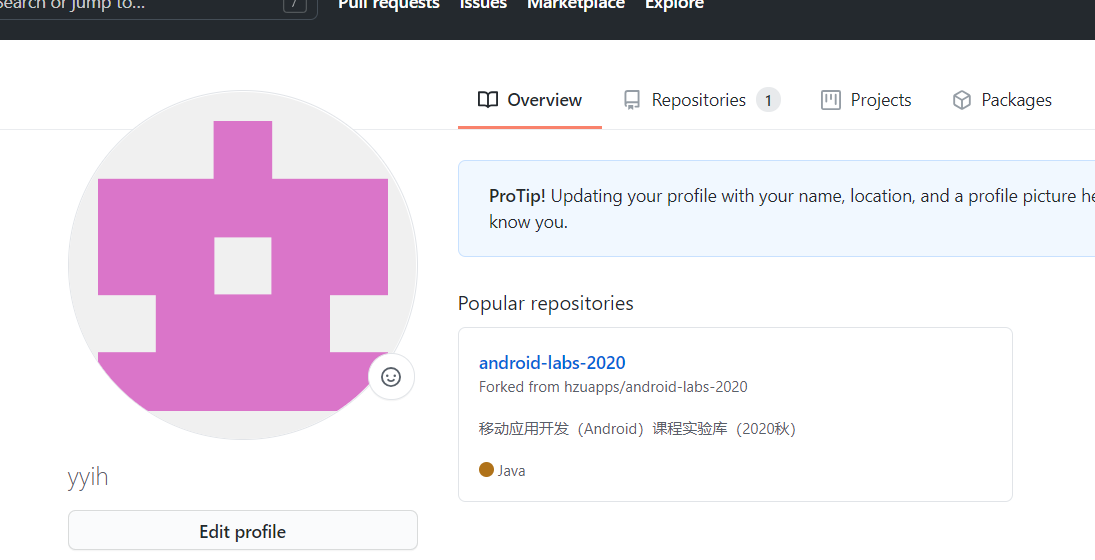 Search or jump to...
/
Pull requests
Issues
Marketplace
Explore
Overview
Repositories 1
Projects
Packages
ProTip! Updating your profile with your name, location, and a profile picture
know you.
Popular repositories
android-labs-2020
Forked from hzuapps/android-labs-2020
移动应用开发（Android）课程实验库（2020秋）
Java
yyih
Edit profile